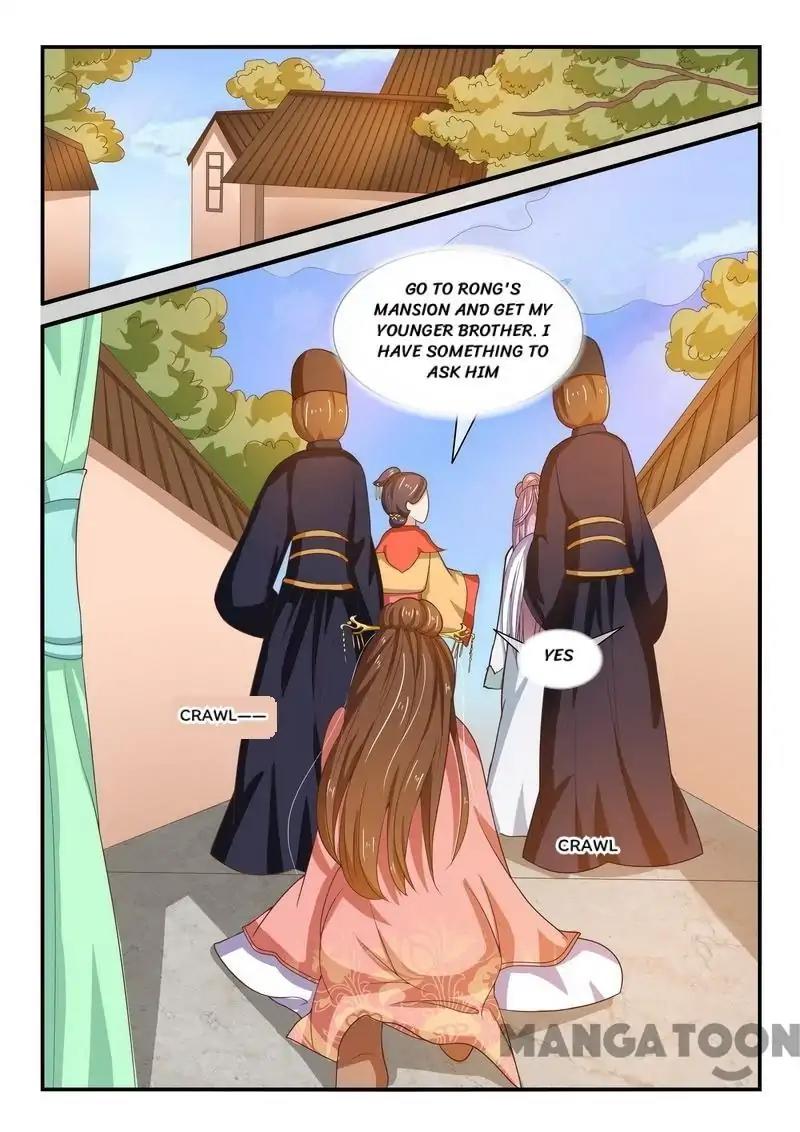 GO TO RONG'S
MANSION AND GET MY
YOUNGER BROTHER. I
HAVE SOMETHING TO
ASK HIM
YES
CRAWL——
CRAWL
MANGATOON